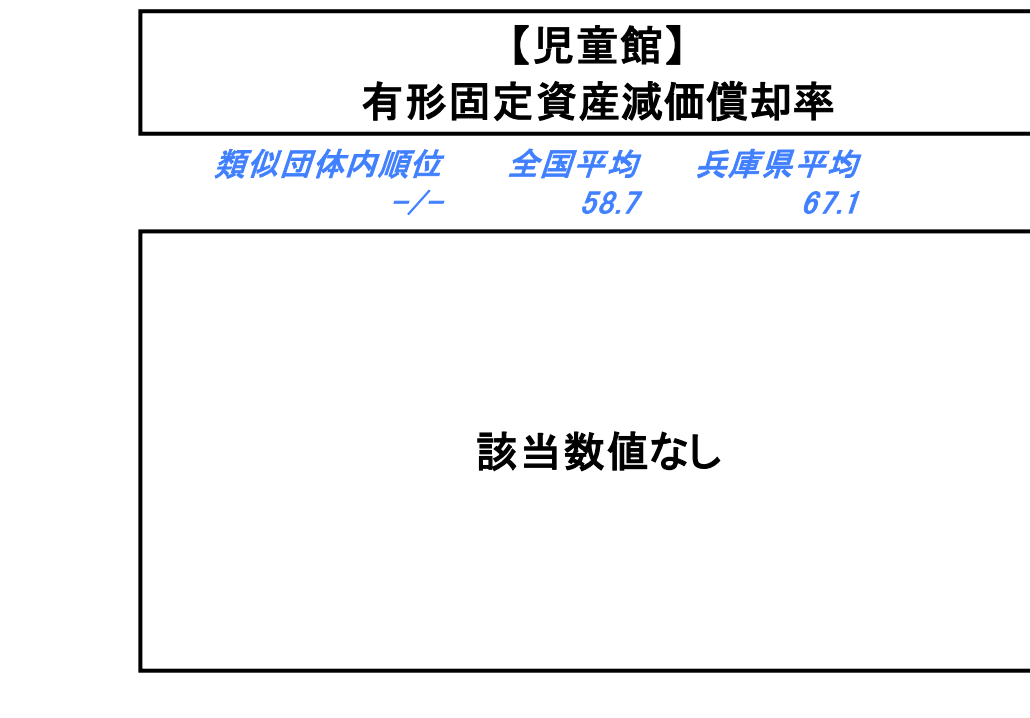 【児童館】
有形固定資産減価償却率
類似団体内順位 全国平均 兵庫県平均
-/- 58.7 67.1
該当数値なし